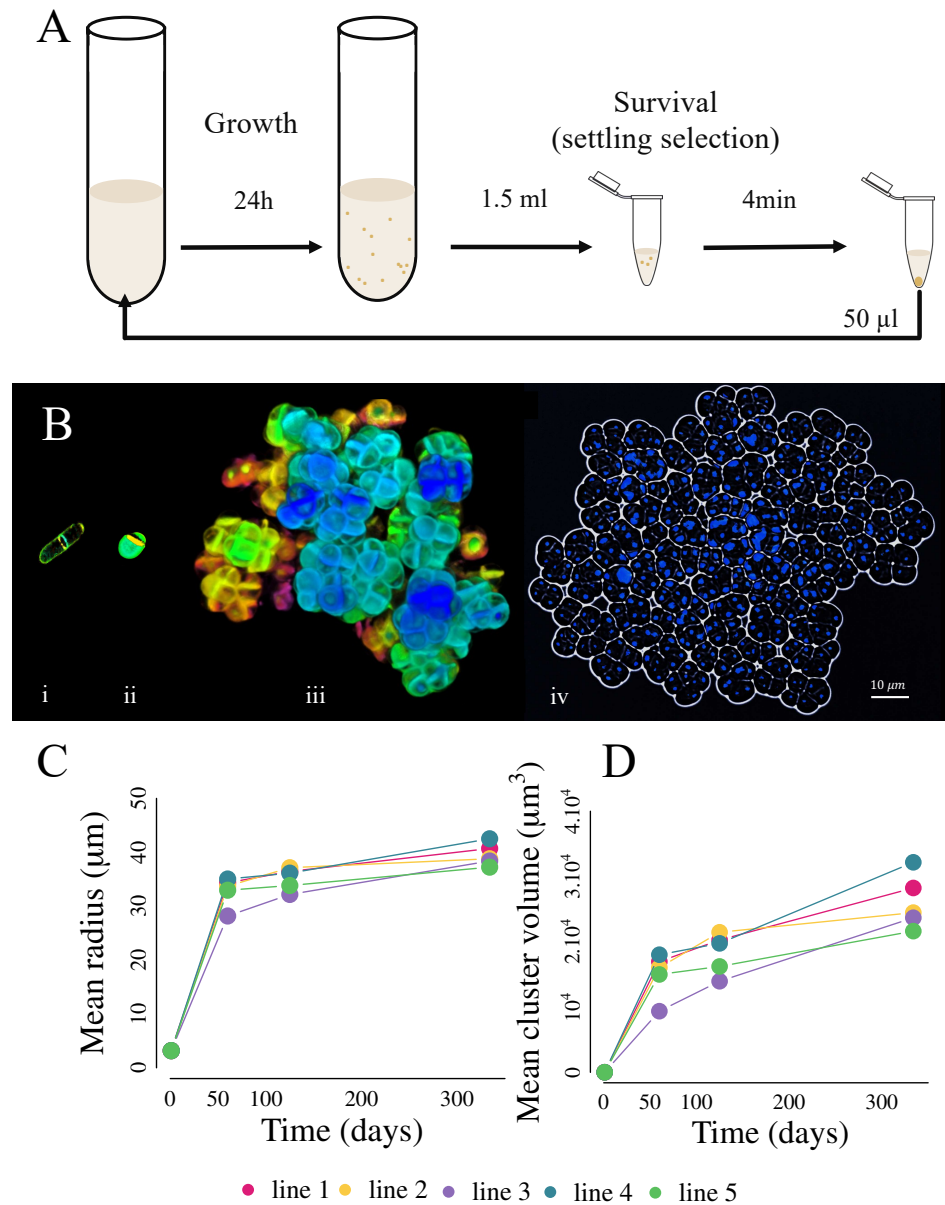 A
Growth
24h
1.5 ml
Survival
(settling selection)
4min
50 µl
B
i
ii
iii
iv
10 µm
C
Mean radius (µm)
0
10
20
30
40
50
0
50
100
200
300
Time (days)
D
Mean cluster volume (µm³)
0
10⁴
2.10⁴
3.10⁴
4.10⁴
0
50
100
200
300
Time (days)
line 1
line 2
line 3
line 4
line 5